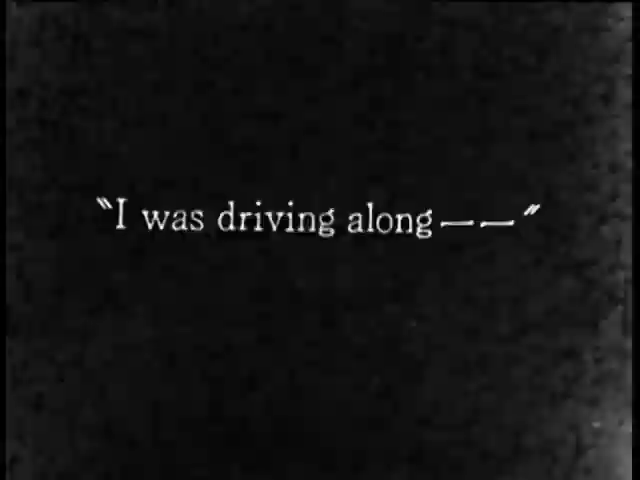 "I was driving along — — "